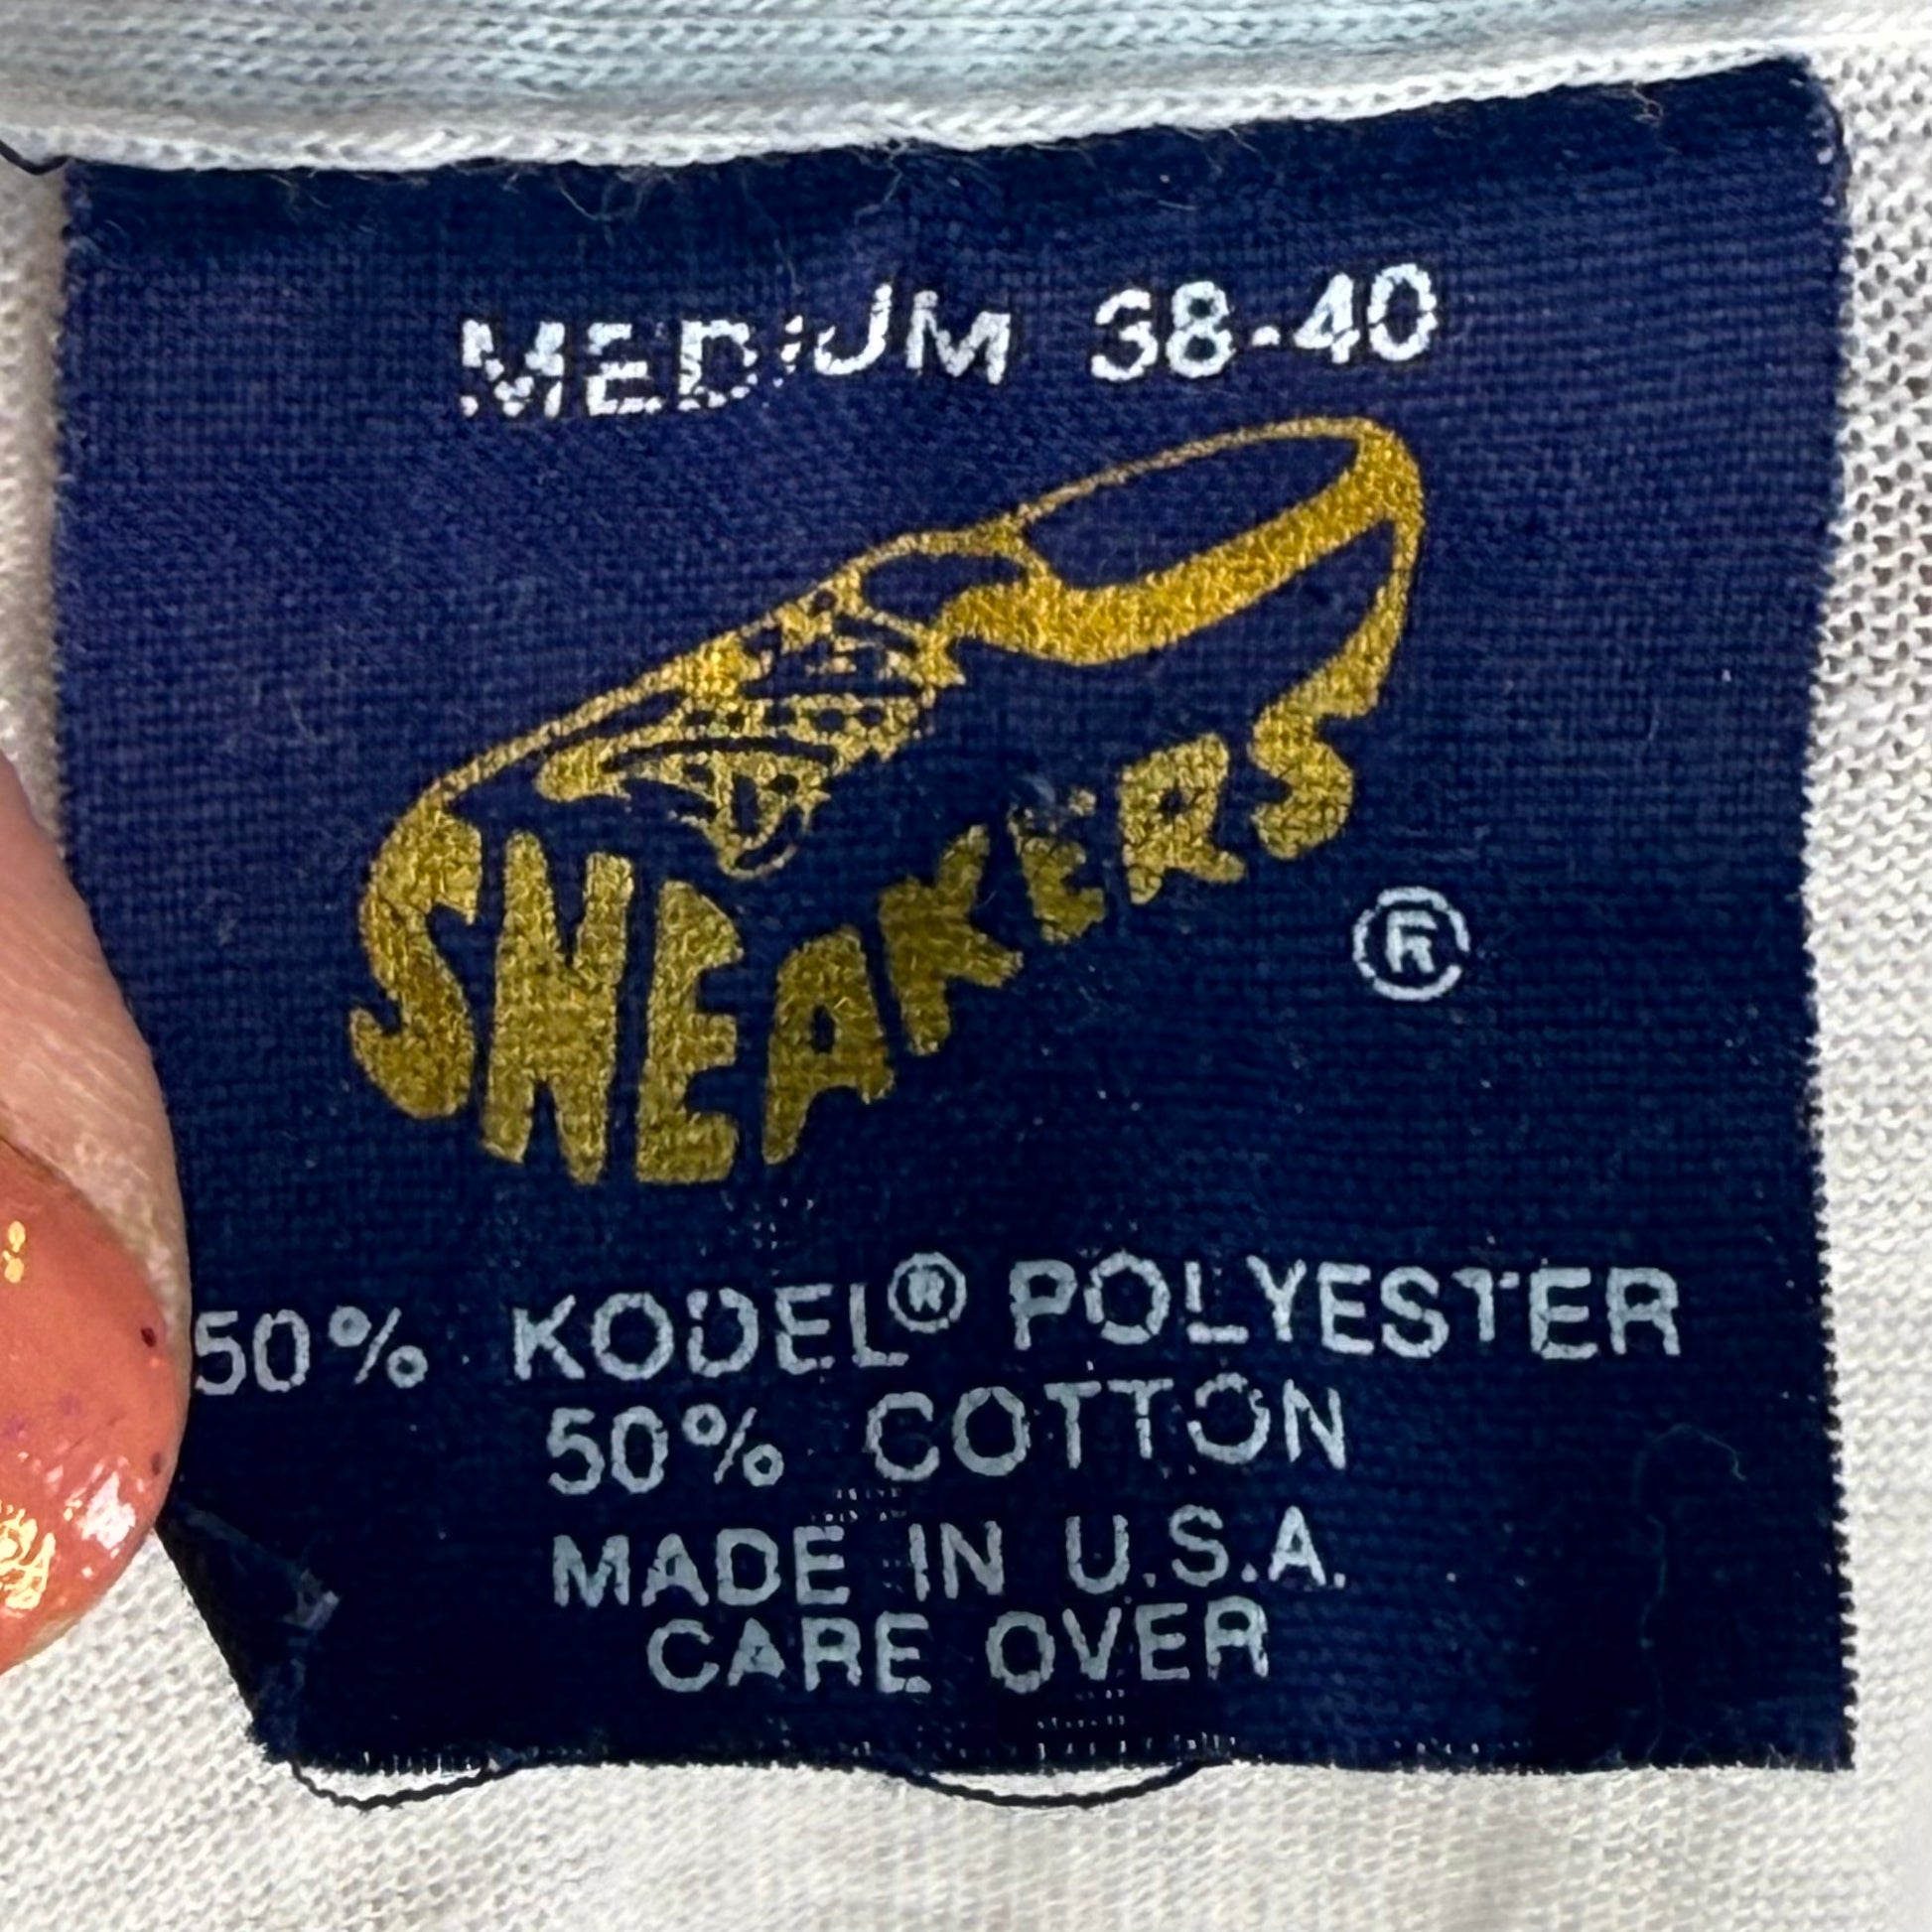 MEDIUM 38-40
SNEAKERS
®
50% KODEL® POLYESTER
50% COTTON
MADE IN U.S.A.
CARE OVER